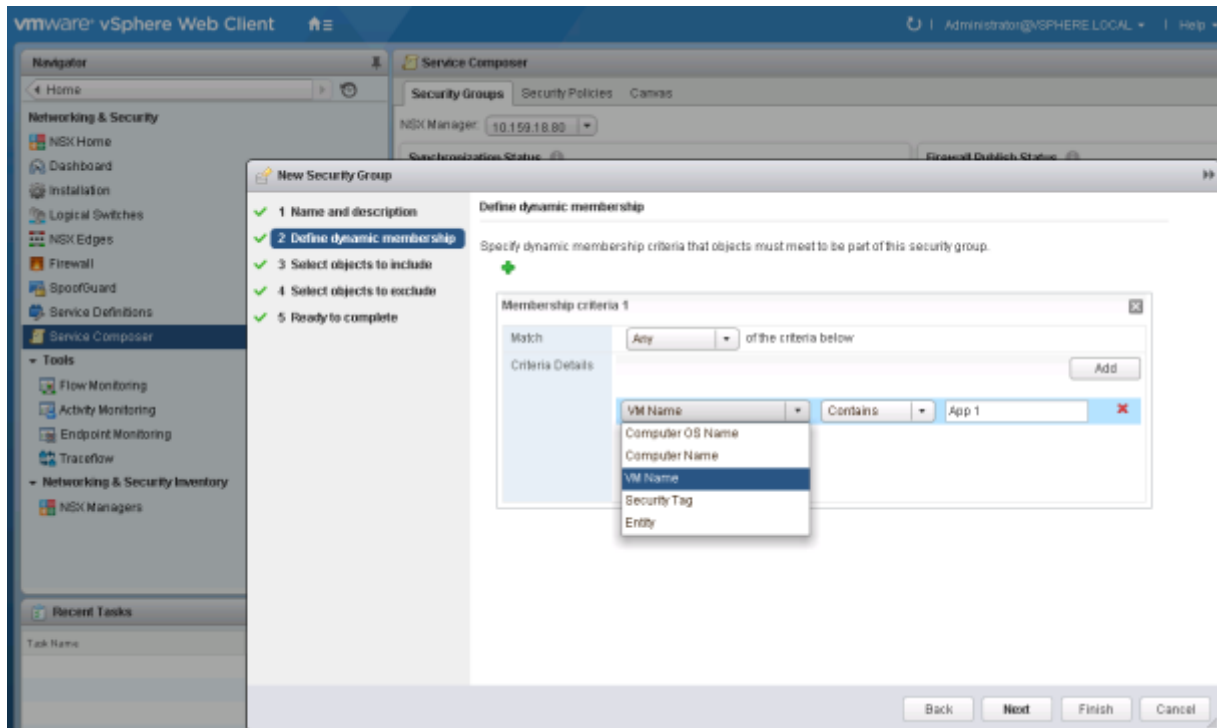 vmware® vSphere Web Client
Administrator@VSPHERE.LOCAL
Help
Navigator
Home
Networking & Security
NSX Home
Dashboard
Installation
Logical Switches
NSX Edges
Firewall
SpoofGuard
Service Definitions
Service Composer
Tools
Flow Monitoring
Activity Monitoring
Endpoint Monitoring
Traceflow
Networking & Security Inventory
NSX Managers
Recent Tasks
Task Name
Service Composer
Security Groups Security Policies Canvas
NSX Manager: 10.159.18.80
Synchronization Status Firewall Publish Status
New Security Group
1 Name and description
2 Define dynamic membership
3 Select objects to include
4 Select objects to exclude
5 Ready to complete
Define dynamic membership
Specify dynamic membership criteria that objects must meet to be part of this security group.
Membership criteria 1
Match Any of the criteria below
Criteria Details
Add
VM Name Contains App 1
Computer OS Name
Computer Name
VM Name
Security Tag
Entity
Back Next Finish Cancel